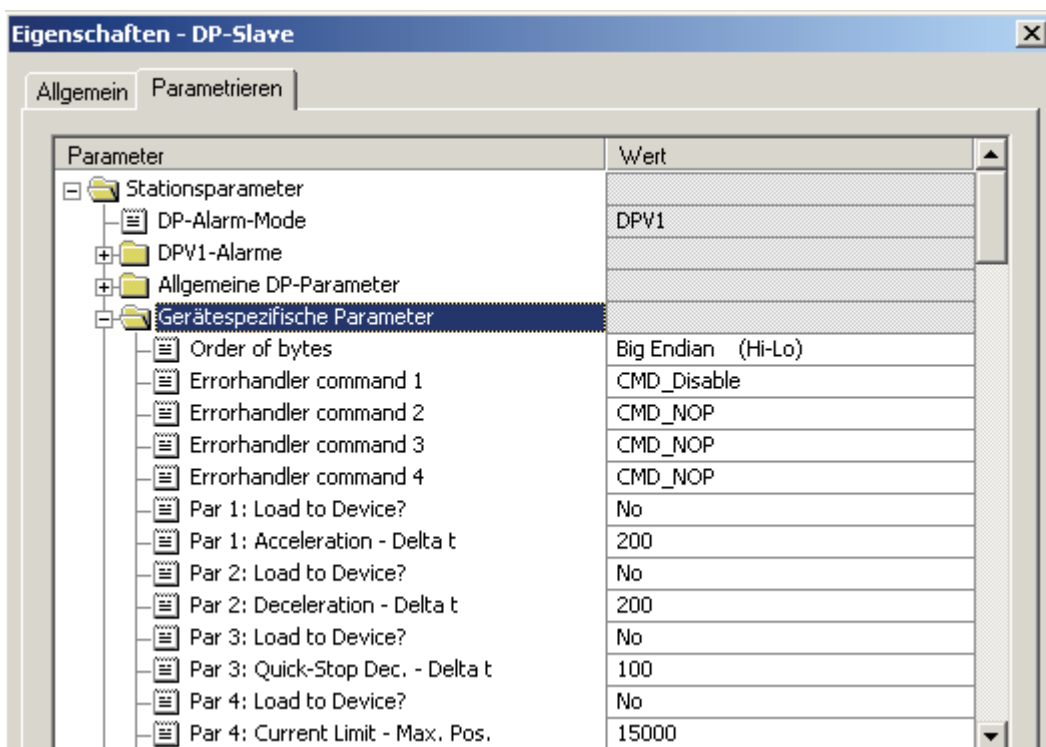 Eigenschaften - DP-Slave
Allgemein Parametrieren
Parameter Wert
Stationsparameter
DP-Alarm-Mode DPV1
DPV1-Alarme
Allgemeine DP-Parameter
Gerätespezifische Parameter
Order of bytes Big Endian (Hi-Lo)
Errorhandler command 1 CMD_Disable
Errorhandler command 2 CMD_NOP
Errorhandler command 3 CMD_NOP
Errorhandler command 4 CMD_NOP
Par 1: Load to Device? No
Par 1: Acceleration - Delta t 200
Par 2: Load to Device? No
Par 2: Deceleration - Delta t 200
Par 3: Load to Device? No
Par 3: Quick-Stop Dec. - Delta t 100
Par 4: Load to Device? No
Par 4: Current Limit - Max. Pos. 15000